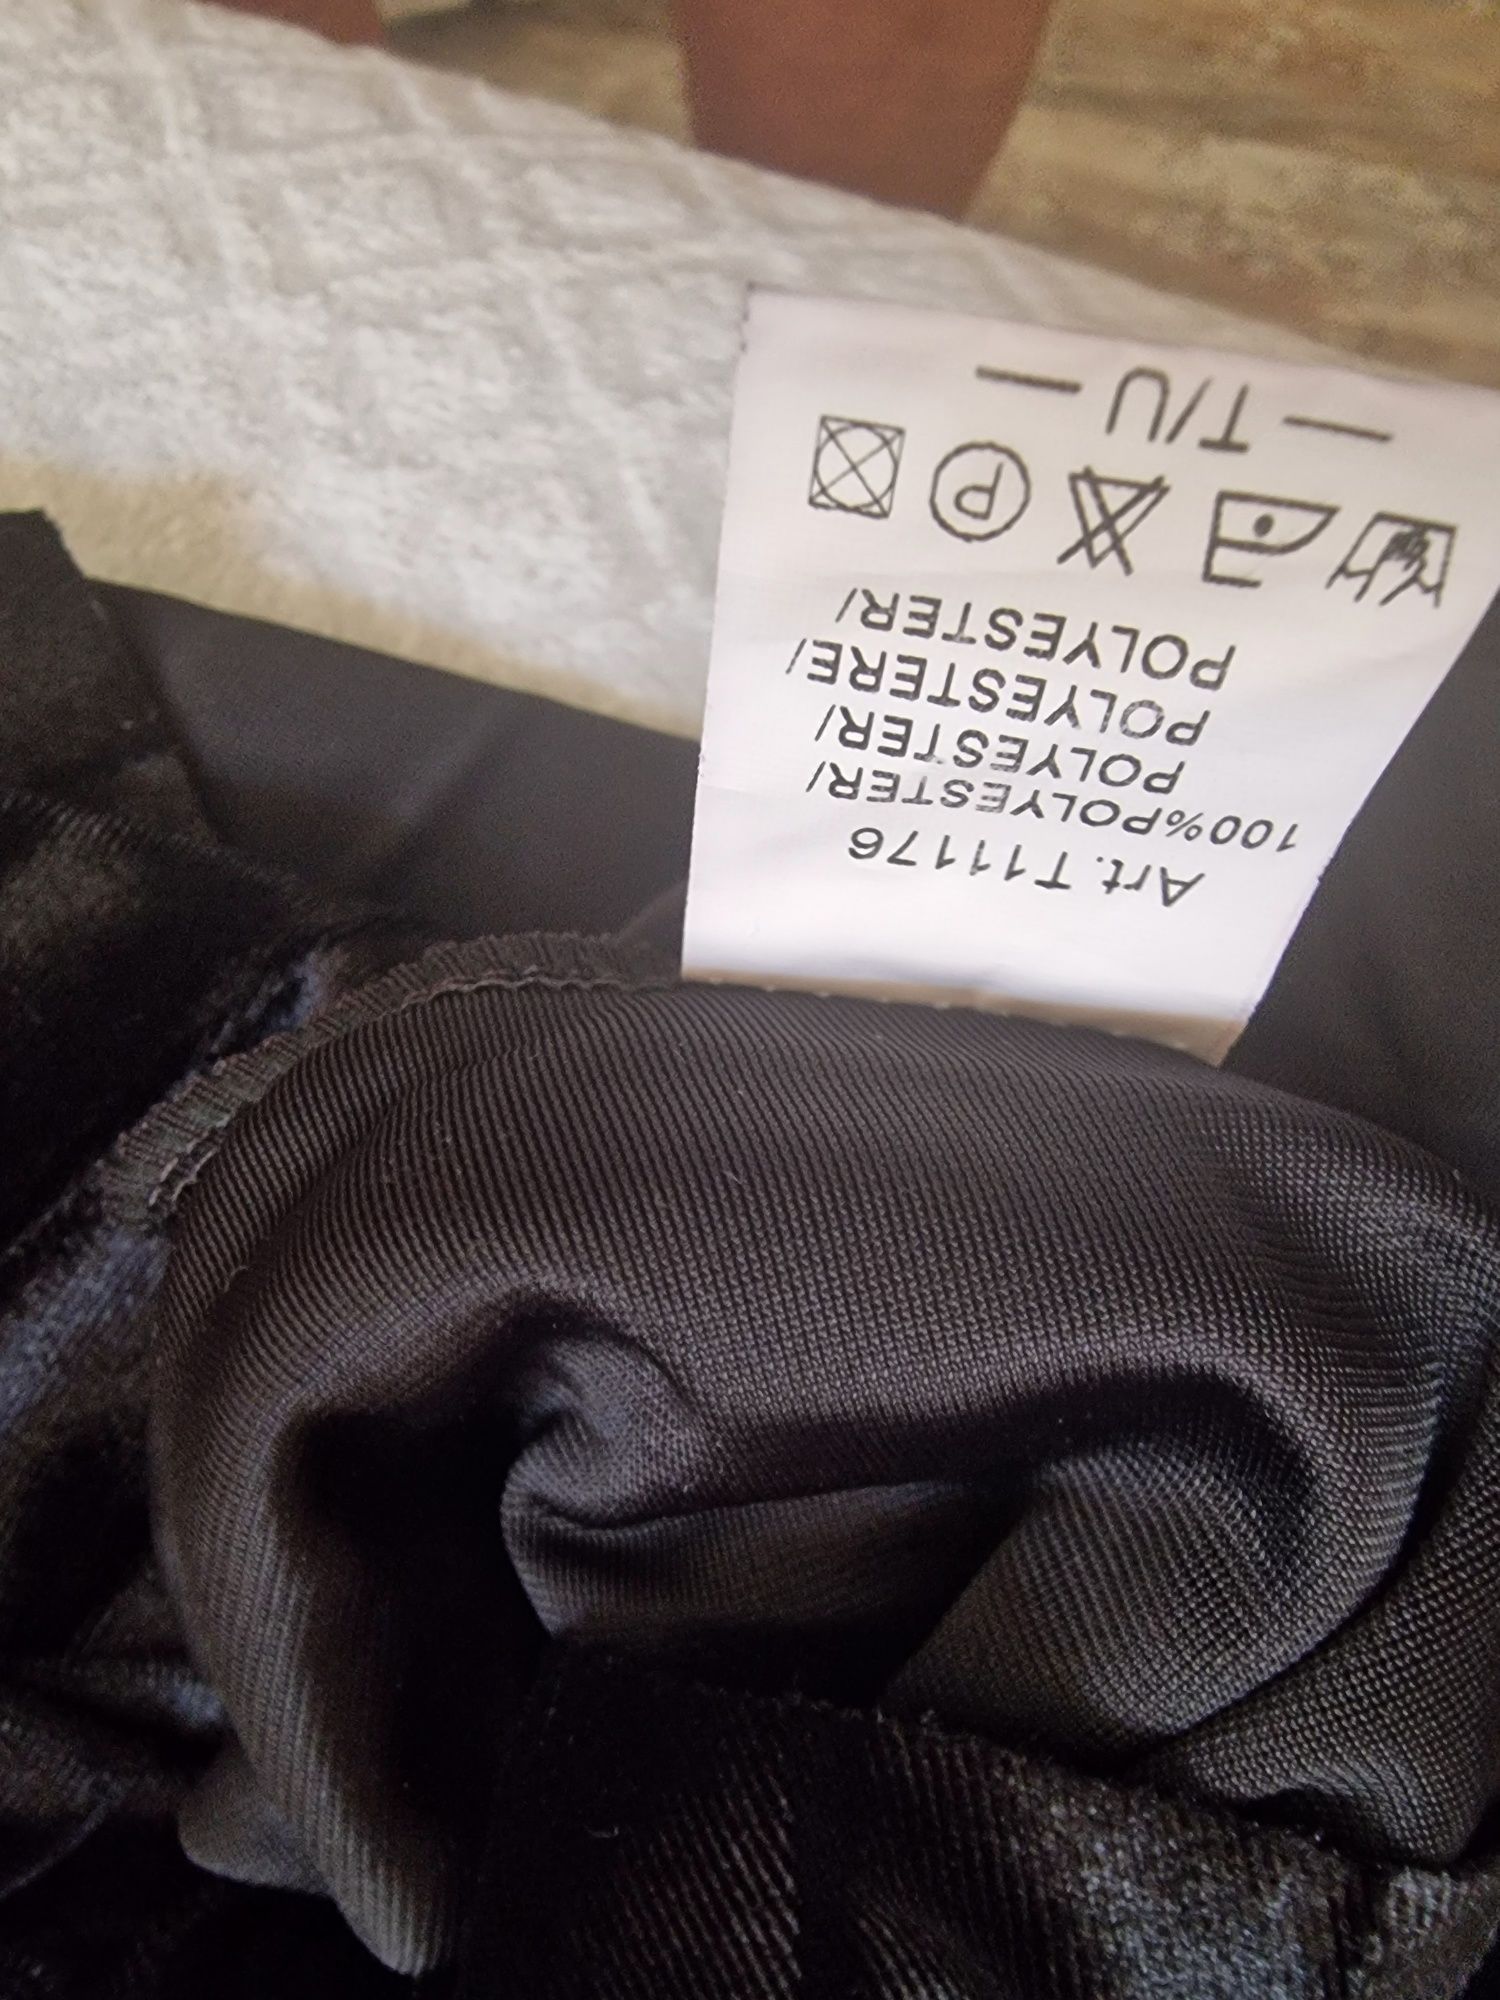 Art. T11176
100%POLYESTER/
POLYESTER/
POLYESTERE/
POLYESTER/
P
— T/U —